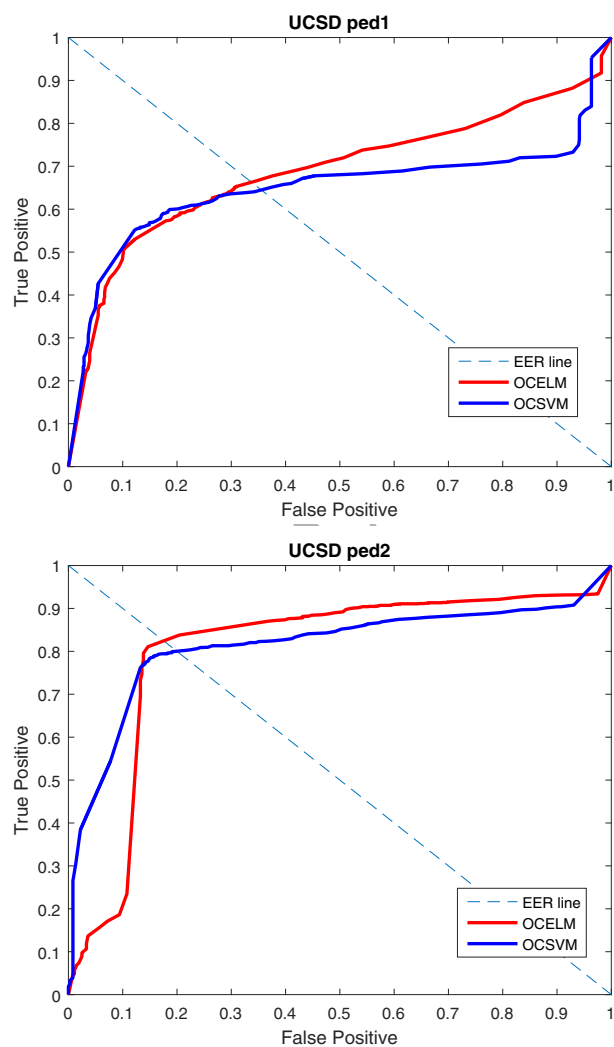 UCSD ped1
1
0.9
0.8
0.7
0.6
0.5
0.4
0.3
0.2
0.1
0
True Positive
EER line
OCELM
OCSVM
0 0.1 0.2 0.3 0.4 0.5 0.6 0.7 0.8 0.9 1
False Positive
UCSD ped2
1
0.9
0.8
0.7
0.6
0.5
0.4
0.3
0.2
0.1
0
True Positive
EER line
OCELM
OCSVM
0 0.1 0.2 0.3 0.4 0.5 0.6 0.7 0.8 0.9 1
False Positive